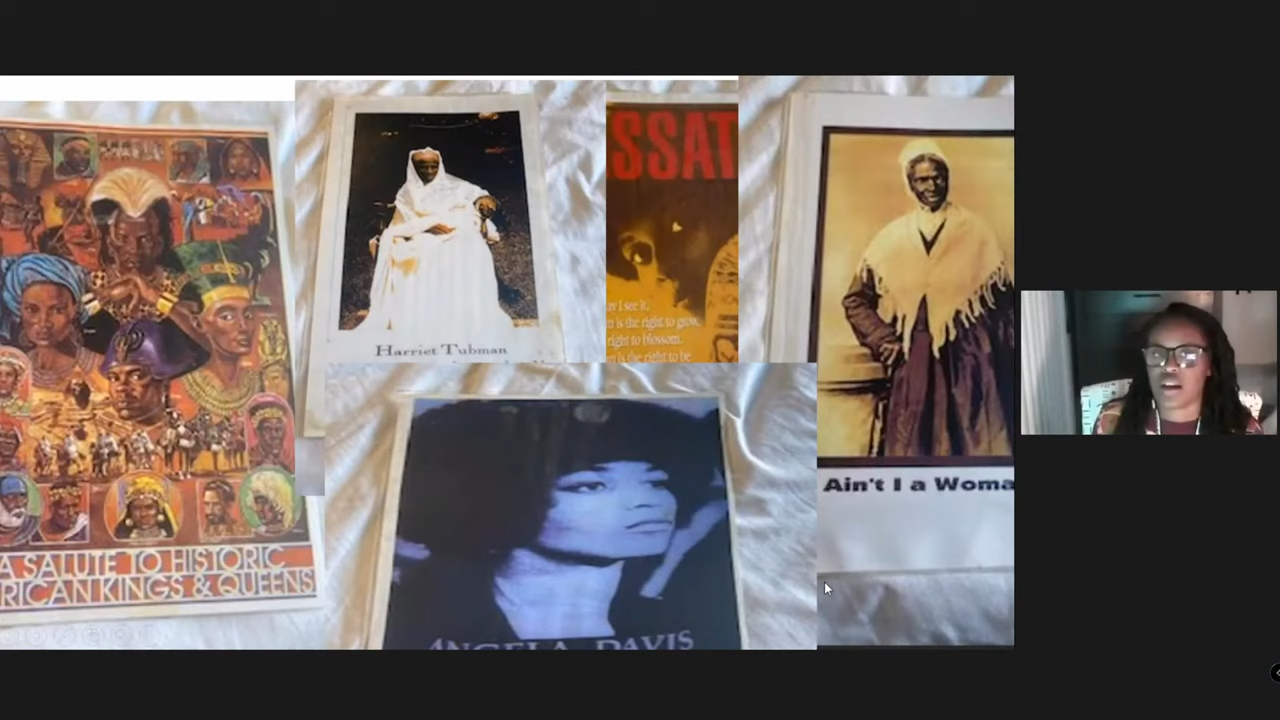 A SALUTE TO HISTORIC
RICAN KINGS & QUEENS
Harriet Tubman
SSAT
I see it,
is the right to grow,
right to blossom.
is the right to be
ANGELA DAVIS
Ain't I a Woma